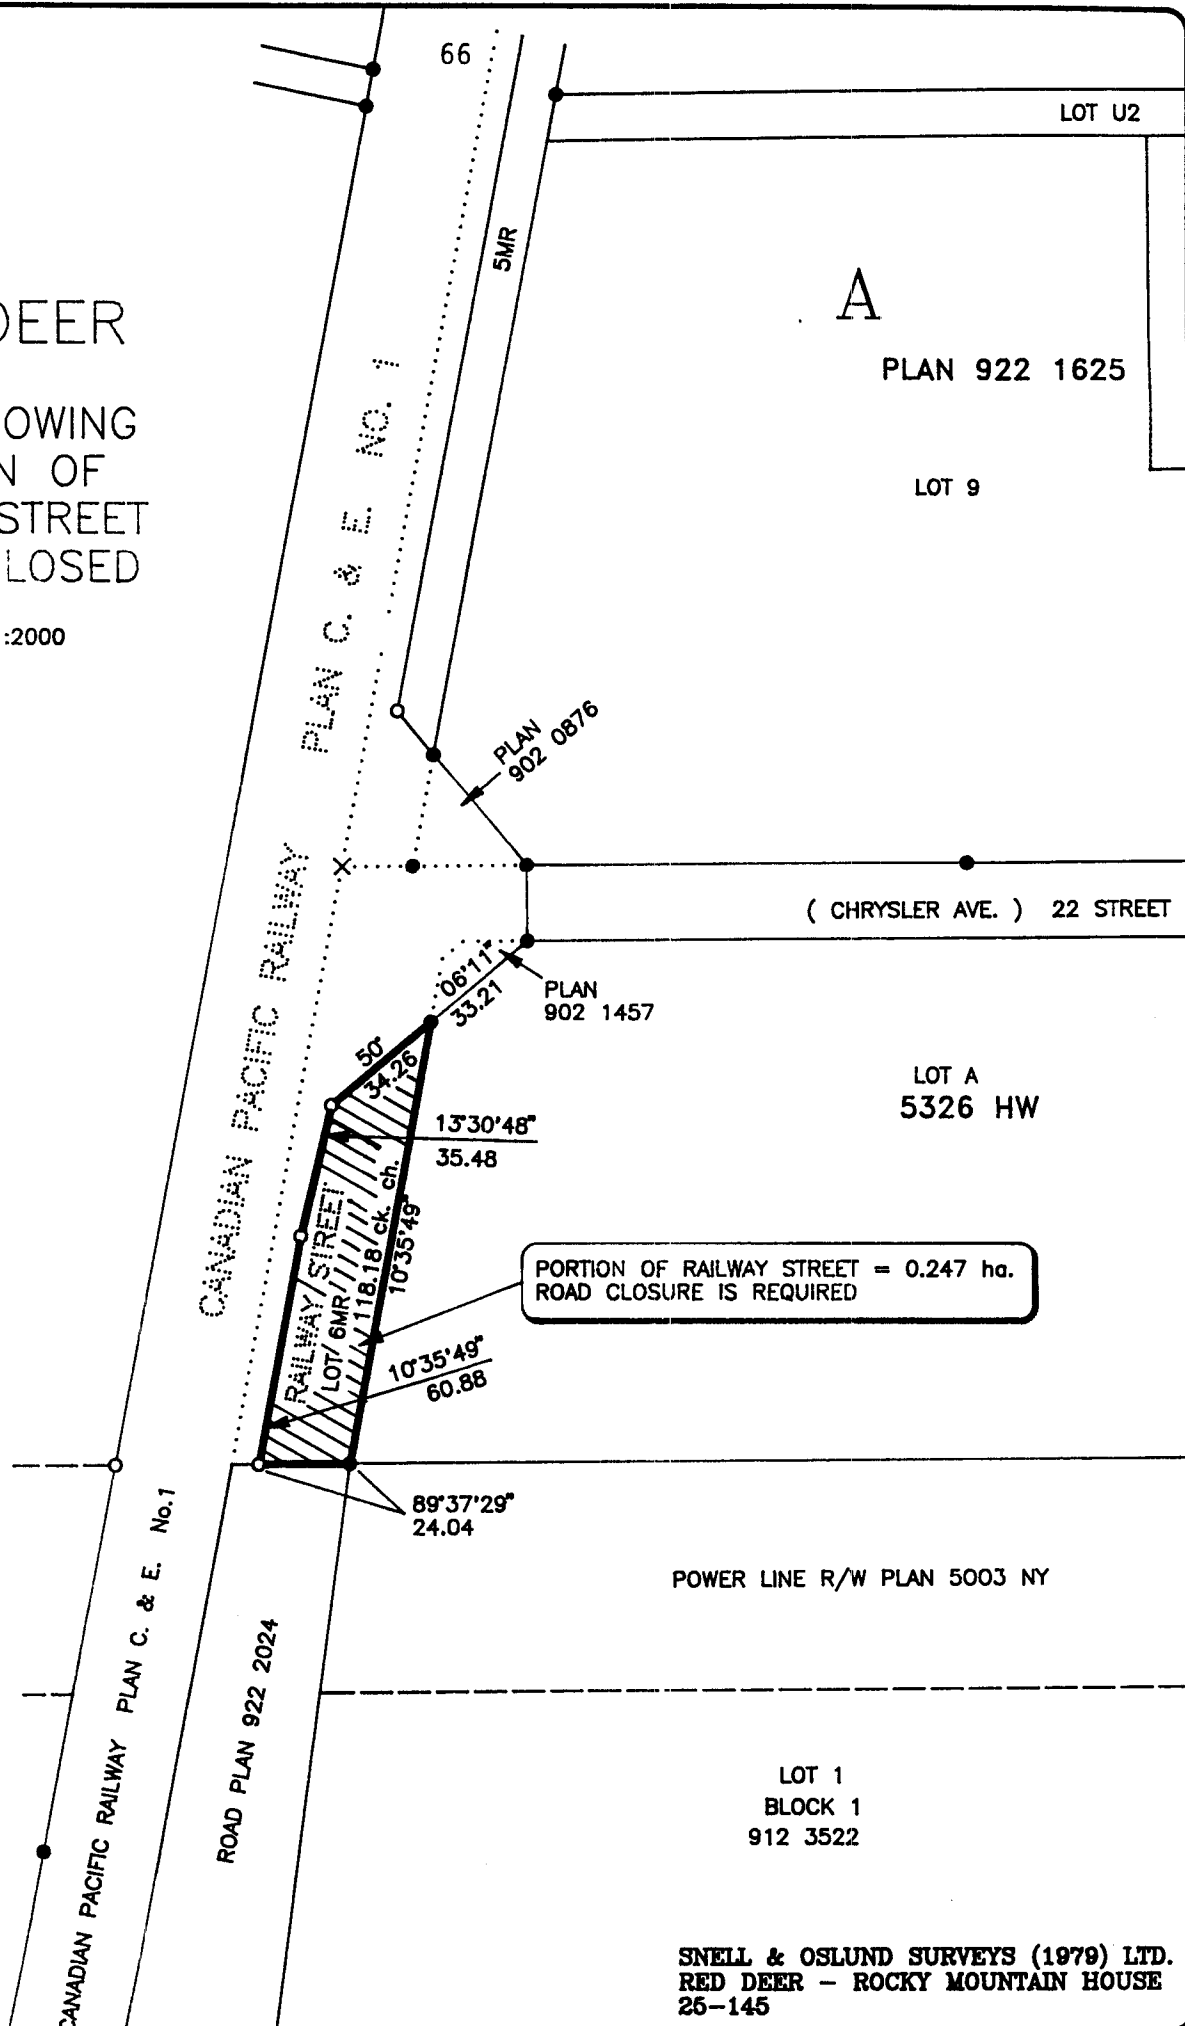 66
LOT U2
5MR
A
PLAN 922 1625
LOT 9
DEER
OWING
N OF
STREET
LOSED
:2000
PLAN C. & E. NO. 1
CANADIAN PACIFIC RAILWAY
PLAN
902 0876
( CHRYSLER AVE. ) 22 STREET
06'11"
33.21
PLAN
902 1457
50°
34.26
LOT A
5326 HW
13°30'48"
35.48
RAILWAY STREET
LOT 6MR
118.18 ck. ch.
10°35'49"
PORTION OF RAILWAY STREET = 0.247 ha.
ROAD CLOSURE IS REQUIRED
10°35'49"
60.88
89°37'29"
24.04
POWER LINE R/W PLAN 5003 NY
CANADIAN PACIFIC RAILWAY PLAN C. & E. No.1
ROAD PLAN 922 2024
LOT 1
BLOCK 1
912 3522
SNELL & OSLUND SURVEYS (1979) LTD.
RED DEER – ROCKY MOUNTAIN HOUSE
25–145